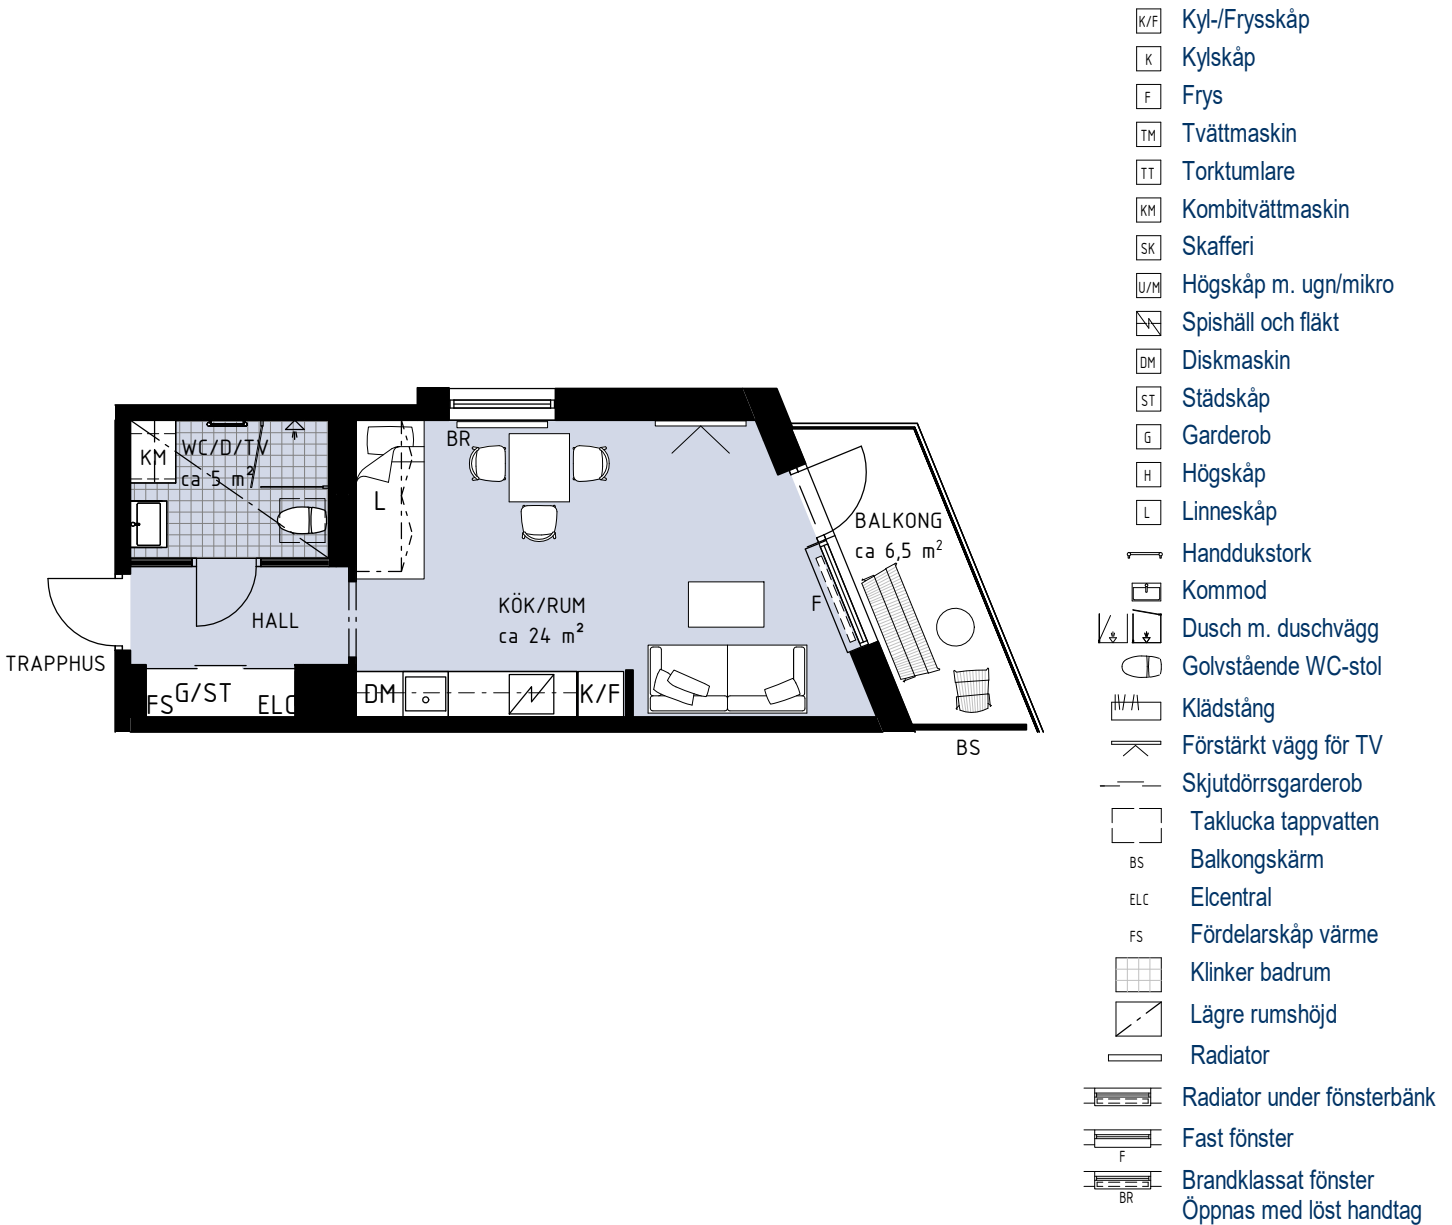 K/F Kyl-/Frysskåp
K Kylskåp
F Frys
TM Tvättmaskin
TT Torktumlare
KM Kombitvättmaskin
SK Skafferi
U/M Högskåp m. ugn/mikro
Spishäll och fläkt
DM Diskmaskin
ST Städskåp
G Garderob
H Högskåp
L Linneskåp
Handdukstork
Kommod
Dusch m. duschvägg
Golvstående WC-stol
Klädstång
Förstärkt vägg för TV
Skjutdörrsgarderob
Taklucka tappvatten
BS Balkongskärm
ELC Elcentral
FS Fördelarskåp värme
Klinker badrum
Lägre rumshöjd
Radiator
Radiator under fönsterbänk
Fast fönster
F
Brandklassat fönster
BR
Öppnas med löst handtag
WC/D/TV
ca 5 m²
KM
BR
L
BALKONG
ca 6,5 m²
KÖK/RUM
ca 24 m²
F
HALL
TRAPPHUS
FS
G/ST
ELC
DM
K/F
BS